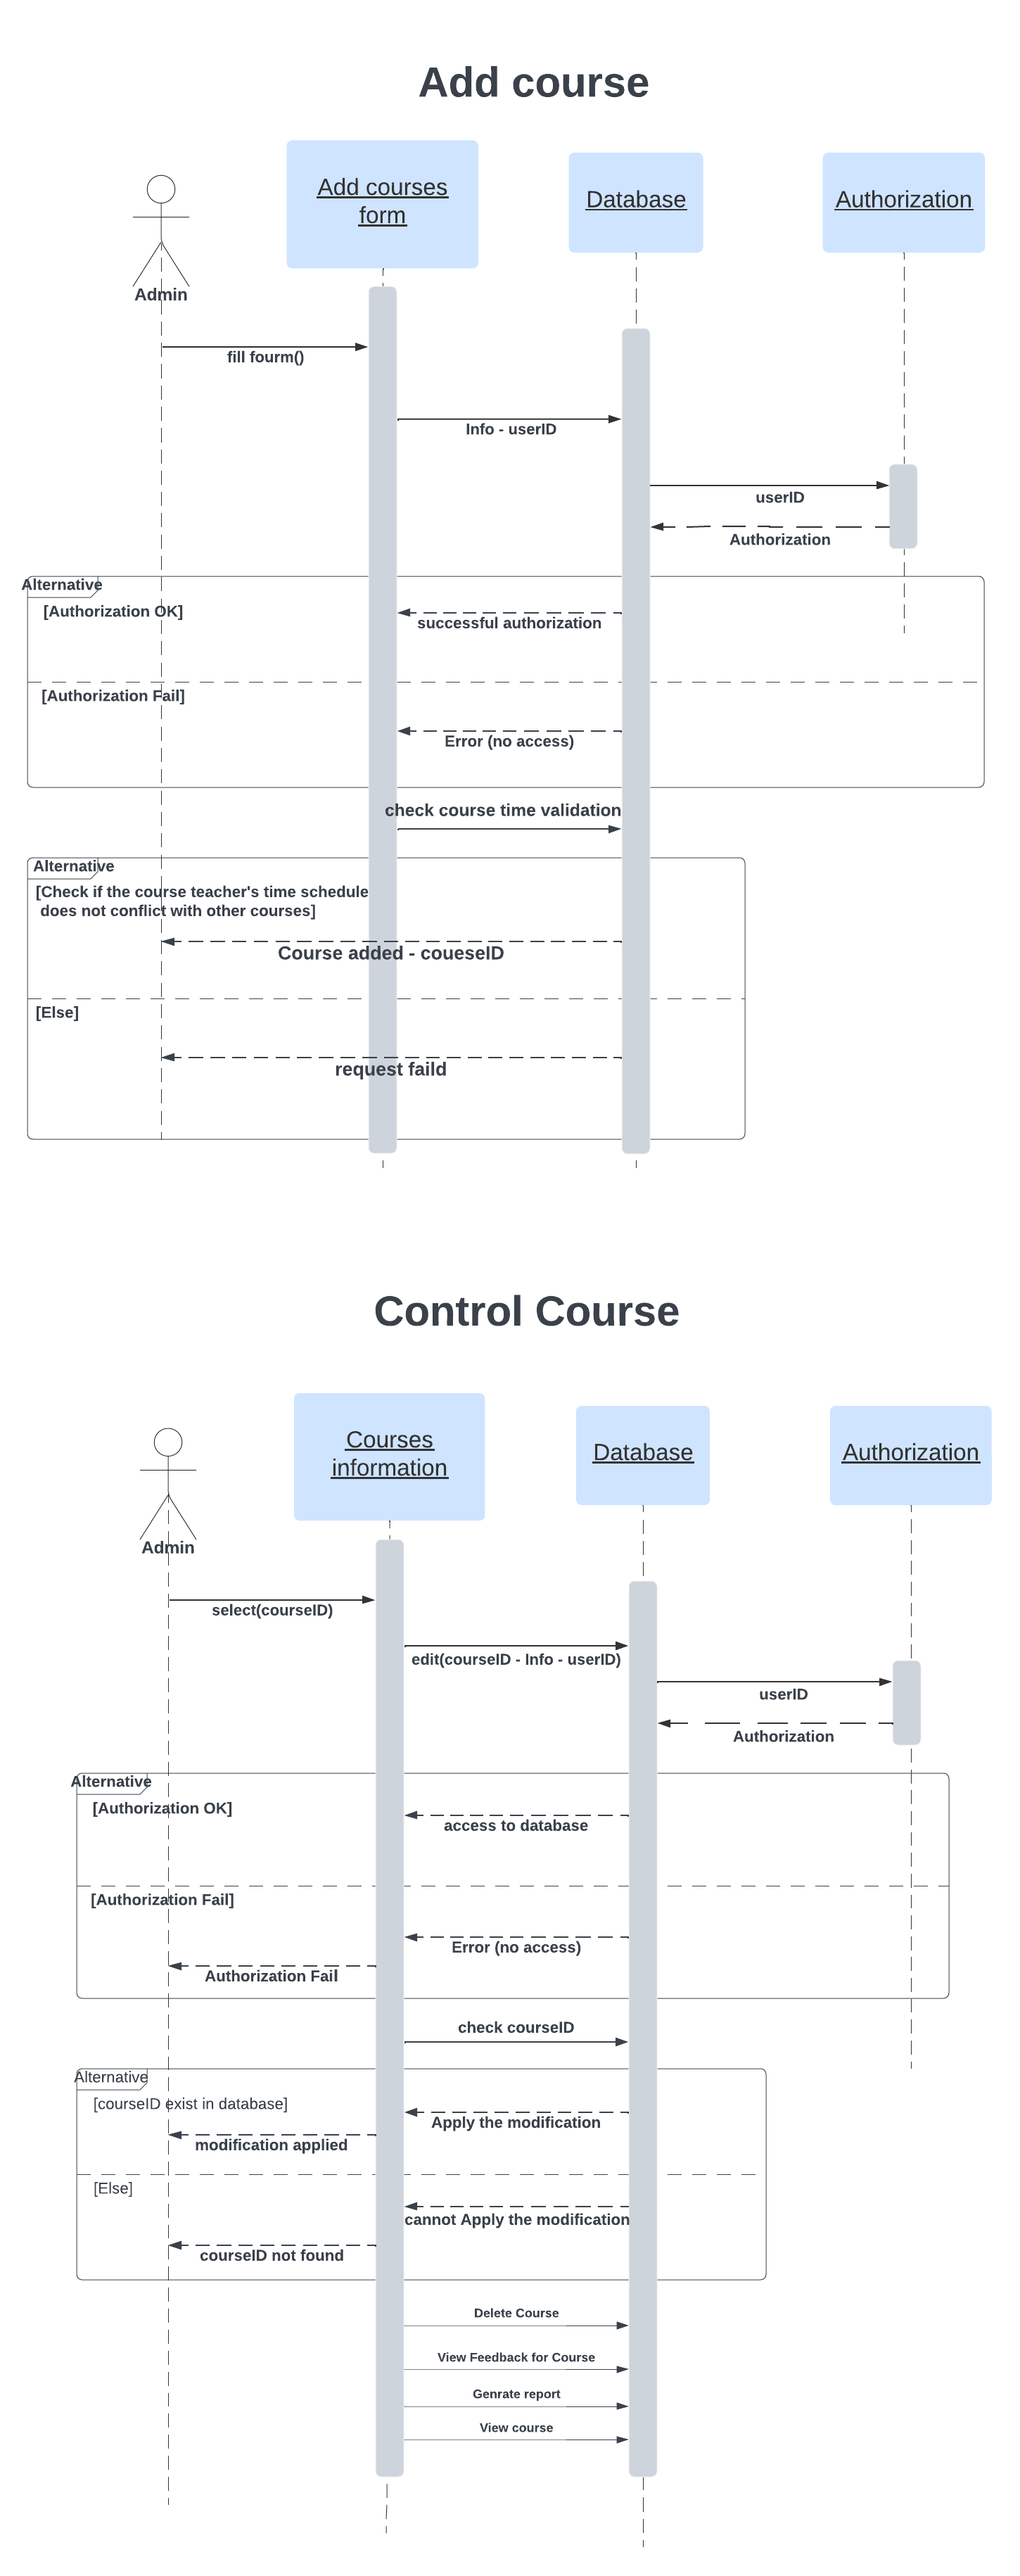 Add course
Add courses
form
Database
Authorization
Admin
fill fourm()
Info - userID
userID
Authorization
Alternative
[Authorization OK]
successful authorization
[Authorization Fail]
Error (no access)
check course time validation
Alternative
[Check if the course teacher's time schedule
does not conflict with other courses]
Course added - coueseID
[Else]
request faild
Control Course
Courses
information
Database
Authorization
Admin
select(courseID)
edit(courseID - Info - userID)
userID
Authorization
Alternative
[Authorization OK]
access to database
[Authorization Fail]
Error (no access)
Authorization Fail
check courseID
Alternative
[courseID exist in database]
Apply the modification
modification applied
[Else]
cannot Apply the modification
courseID not found
Delete Course
View Feedback for Course
Genrate report
View course